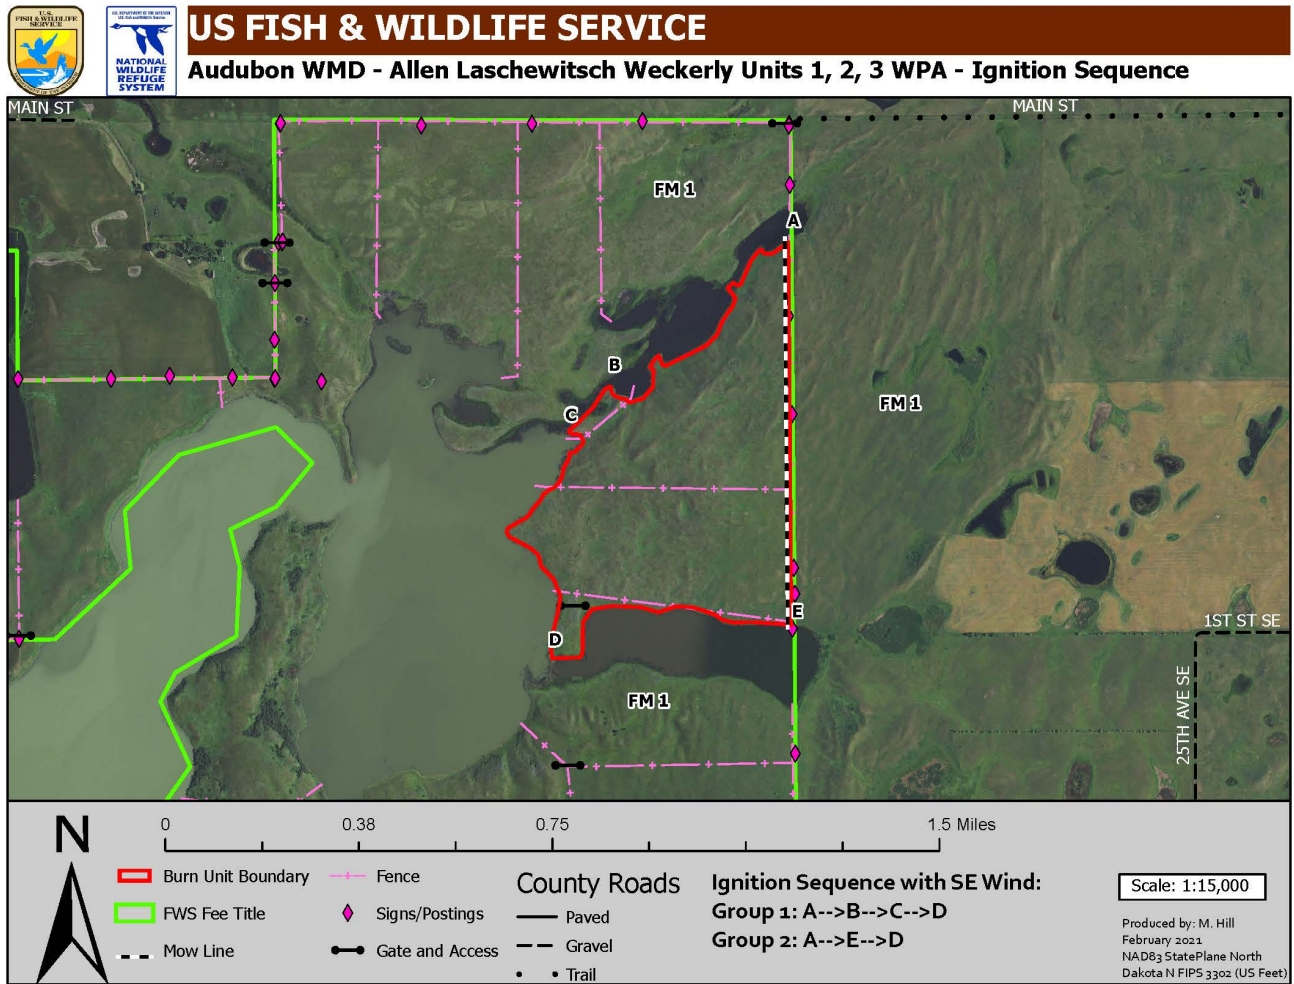 U.S.
FISH & WILDLIFE
SERVICE
U.S. DEPARTMENT OF THE INTERIOR
NATIONAL
WILDLIFE
REFUGE
SYSTEM
US FISH & WILDLIFE SERVICE
Audubon WMD - Allen Laschewitsch Weckerly Units 1, 2, 3 WPA - Ignition Sequence
MAIN ST
MAIN ST
FM 1
A
B
C
FM 1
E
D
1ST ST SE
FM 1
25TH AVE SE
N
0
0.38
0.75
1.5 Miles
Burn Unit Boundary
Fence
FWS Fee Title
Signs/Postings
Mow Line
Gate and Access
County Roads
Paved
Gravel
Trail
Ignition Sequence with SE Wind:
Group 1: A-->B-->C-->D
Group 2: A-->E-->D
Scale: 1:15,000
Produced by: M. Hill
February 2021
NAD83 StatePlane North
Dakota N FIPS 3302 (US Feet)